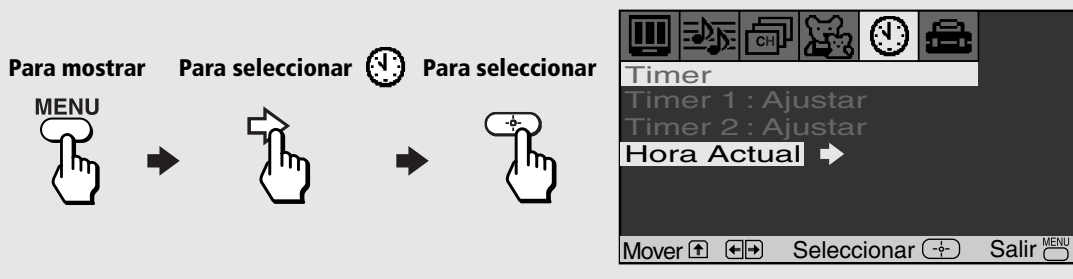 Para mostrar
MENU
Para seleccionar
Para seleccionar
CH
Timer
Timer 1 : Ajustar
Timer 2 : Ajustar
Hora Actual
Mover Seleccionar Salir MENU